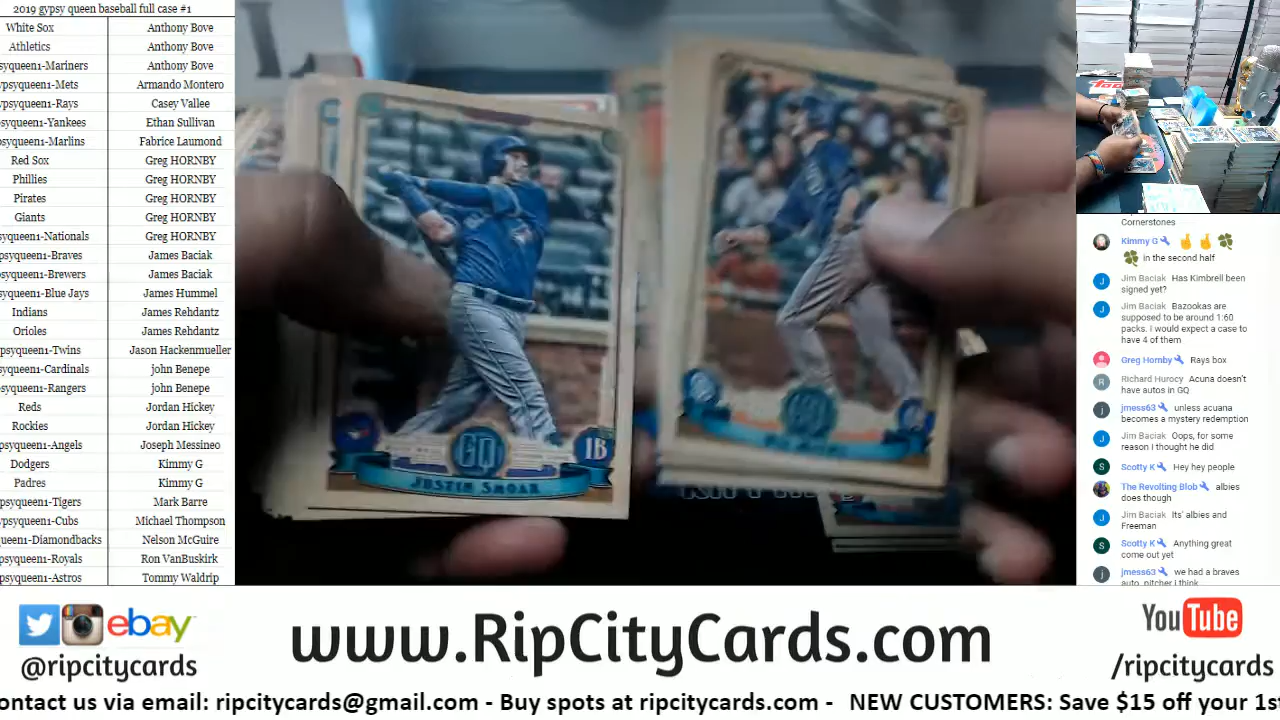 2019 gypsy queen baseball full case #1
White Sox Anthony Bove
Athletics Anthony Bove
psyqueen1-Mariners Anthony Bove
ypsyqueen1-Mets Armando Montero
ypsyqueen1-Rays Casey Vallee
psyqueen1-Yankees Ethan Sullivan
psyqueen1-Marlins Fabrice Laumond
Red Sox Greg HORNBY
Phillies Greg HORNBY
Pirates Greg HORNBY
Giants Greg HORNBY
syqueen1-Nationals Greg HORNBY
psyqueen1-Braves James Baciak
psyqueen1-Brewers James Baciak
psyqueen1-Blue Jays James Hummel
Indians James Rehdantz
Orioles James Rehdantz
psyqueen1-Twins Jason Hackenmueller
syqueen1-Cardinals john Benepe
psyqueen1-Rangers john Benepe
Reds Jordan Hickey
Rockies Jordan Hickey
psyqueen1-Angels Joseph Messineo
Dodgers Kimmy G
Padres Kimmy G
psyqueen1-Tigers Mark Barre
ypsyqueen1-Cubs Michael Thompson
ueen1-Diamondbacks Nelson McGuire
psyqueen1-Royals Ron VanBuskirk
psyqueen1-Astros Tommy Waldrip
GQ
1B
JUSTIN SMOAK
Cornerstones
Kimmy G 🤞 🤞 🍀
🍀 in the second half
J Jim Baciak Has Kimbrell been
signed yet?
J Jim Baciak Bazookas are
supposed to be around 1:60
packs. I would expect a case to
have 4 of them
Greg Hornby Rays box
R Richard Hurocy Acuna doesn't
have autos in GQ
j jmess63 unless acuana
becomes a mystery redemption
J Jim Baciak Oops, for some
reason I thought he did
S Scotty K Hey hey people
The Revolting Blob albies
does though
J Jim Baciak Its' albies and
Freeman
S Scotty K Anything great
come out yet
j jmess63 we had a braves
auto, pitcher i think
ebay
@ripcitycards
www.RipCityCards.com
YouTube
/ripcitycards
ontact us via email: ripcitycards@gmail.com - Buy spots at ripcitycards.com - NEW CUSTOMERS: Save $15 off your 1st